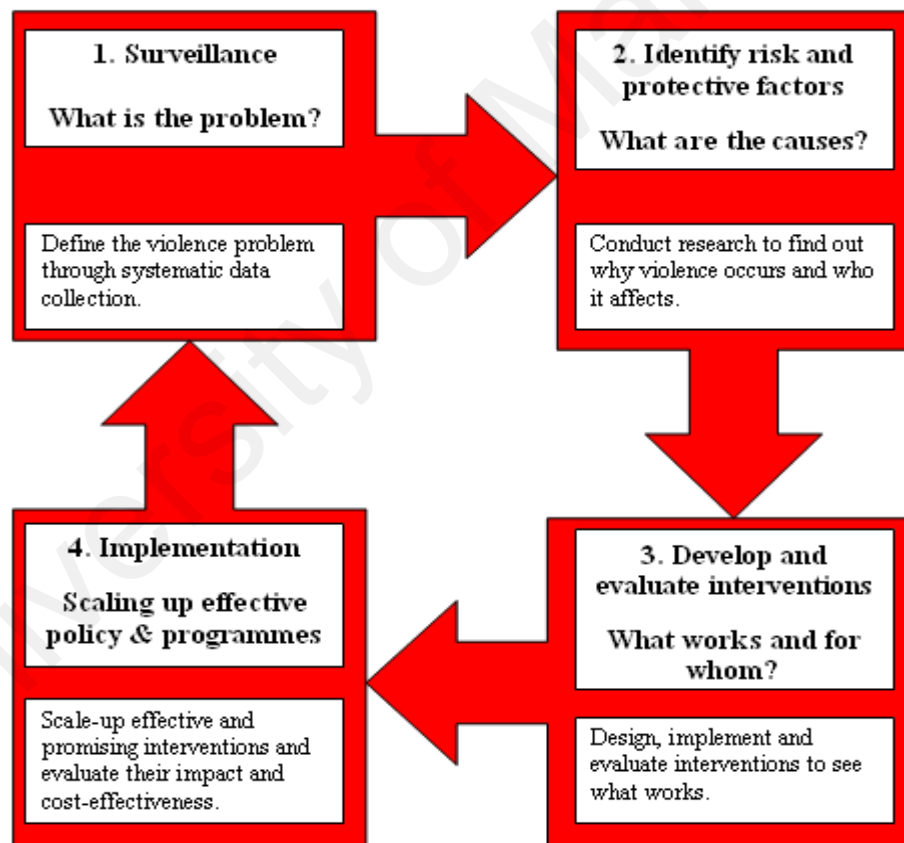 1. Surveillance
What is the problem?
Define the violence problem
through systematic data
collection.
2. Identify risk and
protective factors
What are the causes?
Conduct research to find out
why violence occurs and who
it affects.
3. Develop and
evaluate interventions
What works and for
whom?
Design, implement and
evaluate interventions to see
what works.
4. Implementation
Scaling up effective
policy & programmes
Scale-up effective and
promising interventions and
evaluate their impact and
cost-effectiveness.
University of Ma